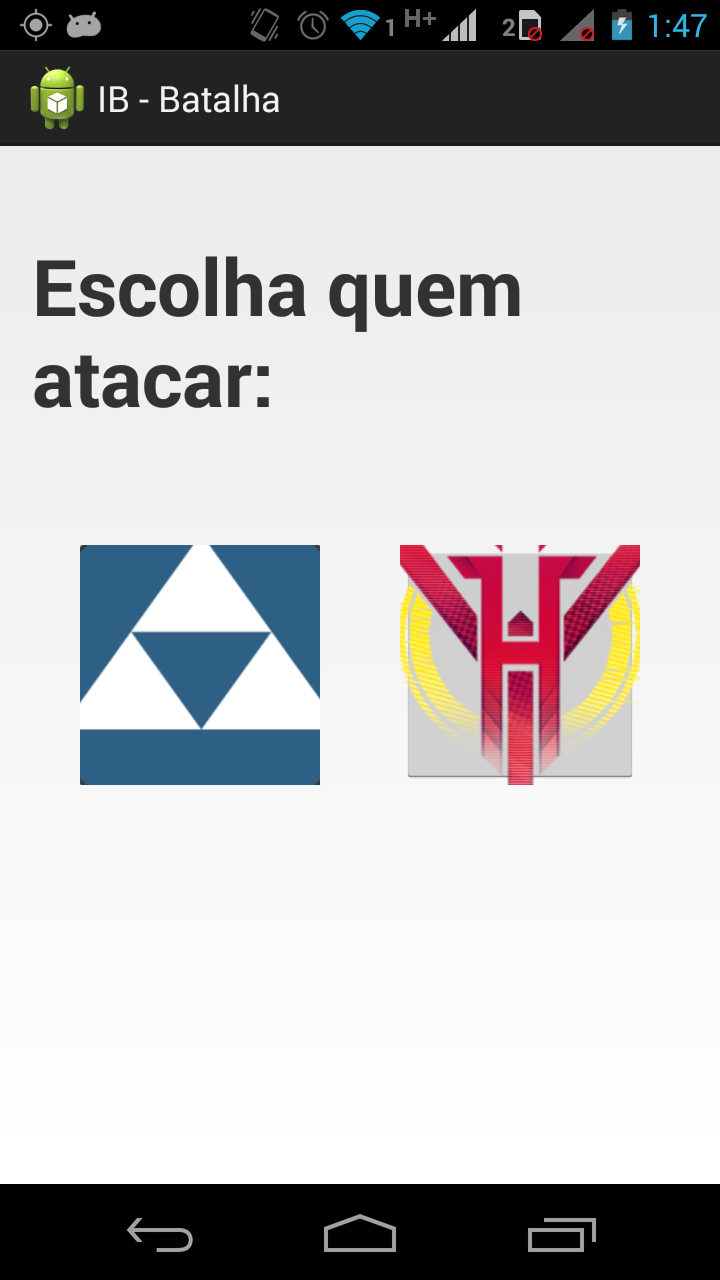 1 H+ 2 1:47
IB - Batalha
Escolha quem
atacar:
H